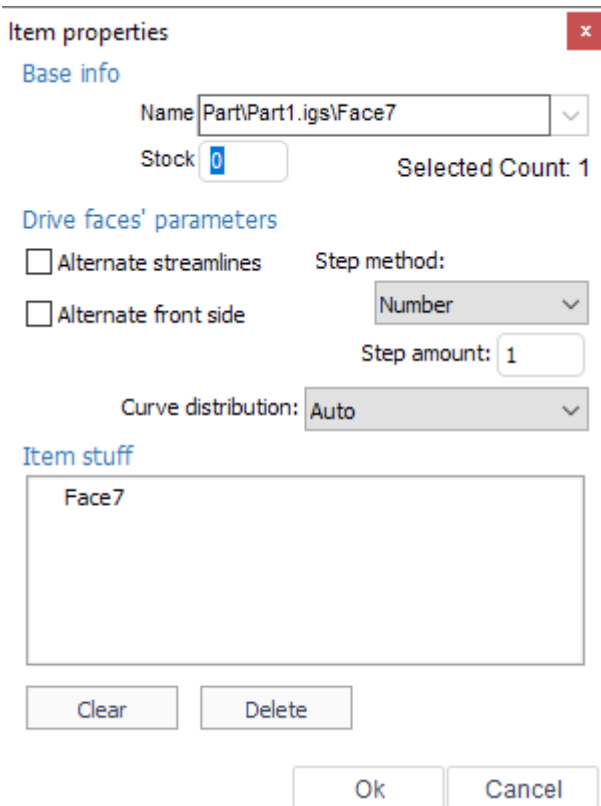 Item properties
x
Base info
Name Part\Part1.igs\Face7
Stock 0
Selected Count: 1
Drive faces' parameters
Alternate streamlines
Step method:
Alternate front side
Number
Step amount: 1
Curve distribution: Auto
Item stuff
Face7
Clear
Delete
Ok
Cancel